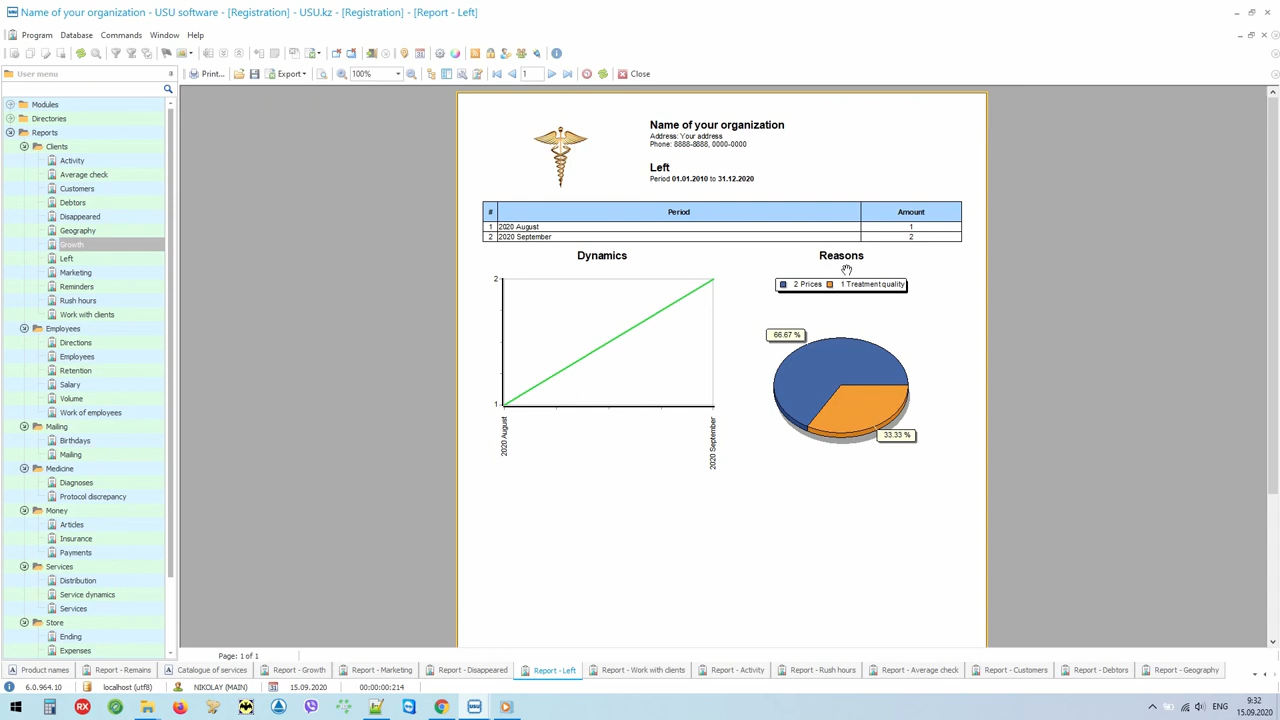 Name of your organization - USU software - [Registration] - USU.kz - [Registration] - [Report - Left]
Program Database Commands Window Help
User menu
Print... Export 100% 1 Close
Modules
Directories
Reports
Clients
Activity
Average check
Customers
Debtors
Disappeared
Geography
Growth
Left
Marketing
Reminders
Rush hours
Work with clients
Employees
Directions
Employees
Retention
Salary
Volume
Work of employees
Mailing
Birthdays
Mailing
Medicine
Diagnoses
Protocol discrepancy
Money
Articles
Insurance
Payments
Services
Distribution
Service dynamics
Services
Store
Ending
Expenses
Name of your organization
Address: Your address
Phone: 8888-8888, 0000-0000
Left
Period 01.01.2010 to 31.12.2020
# Period Amount
1 2020 August 1
2 2020 September 2
Dynamics
2
1
2020 August
2020 September
Reasons
2 Prices 1 Treatment quality
66.67 %
33.33 %
Page: 1 of 1
Product names Report - Remains Catalogue of services Report - Growth Report - Marketing Report - Disappeared Report - Left Report - Work with clients Report - Activity Report - Rush hours Report - Average check Report - Customers Report - Debtors Report - Geography
6.0.964.10 localhost (utf8) NIKOLAY (MAIN) 15.09.2020 00:00:00:214
RX USU ENG 9:32
15.09.2020